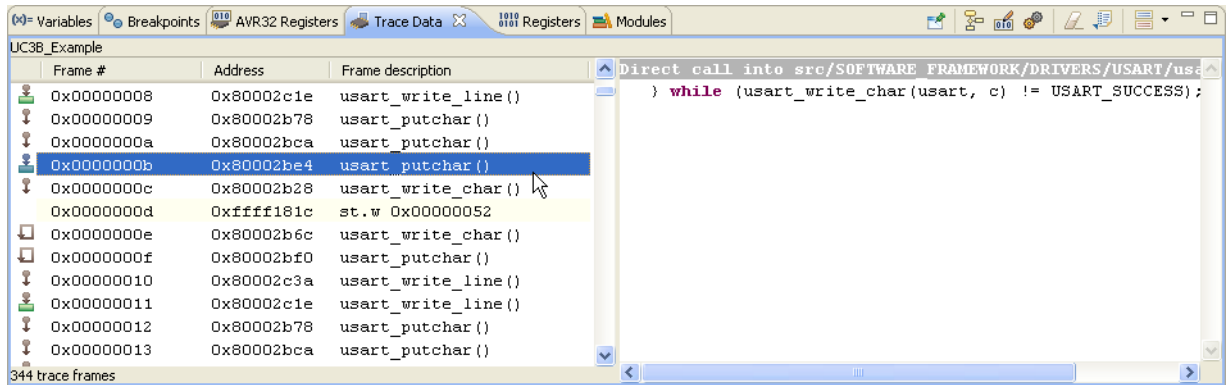 (x)= Variables Breakpoints 010 AVR32 Registers Trace Data 1010 0101 Registers Modules
UC3B_Example
Frame # Address Frame description
0x00000008 0x80002c1e usart_write_line()
0x00000009 0x80002b78 usart_putchar()
0x0000000a 0x80002bca usart_putchar()
0x0000000b 0x80002be4 usart_putchar()
0x0000000c 0x80002b28 usart_write_char()
0x0000000d 0xffff181c st.w 0x00000052
0x0000000e 0x80002b6c usart_write_char()
0x0000000f 0x80002bf0 usart_putchar()
0x00000010 0x80002c3a usart_write_line()
0x00000011 0x80002c1e usart_write_line()
0x00000012 0x80002b78 usart_putchar()
0x00000013 0x80002bca usart_putchar()
344 trace frames
Direct call into src/SOFTWARE_FRAMEWORK/DRIVERS/USART/usa
} while (usart_write_char(usart, c) != USART_SUCCESS);